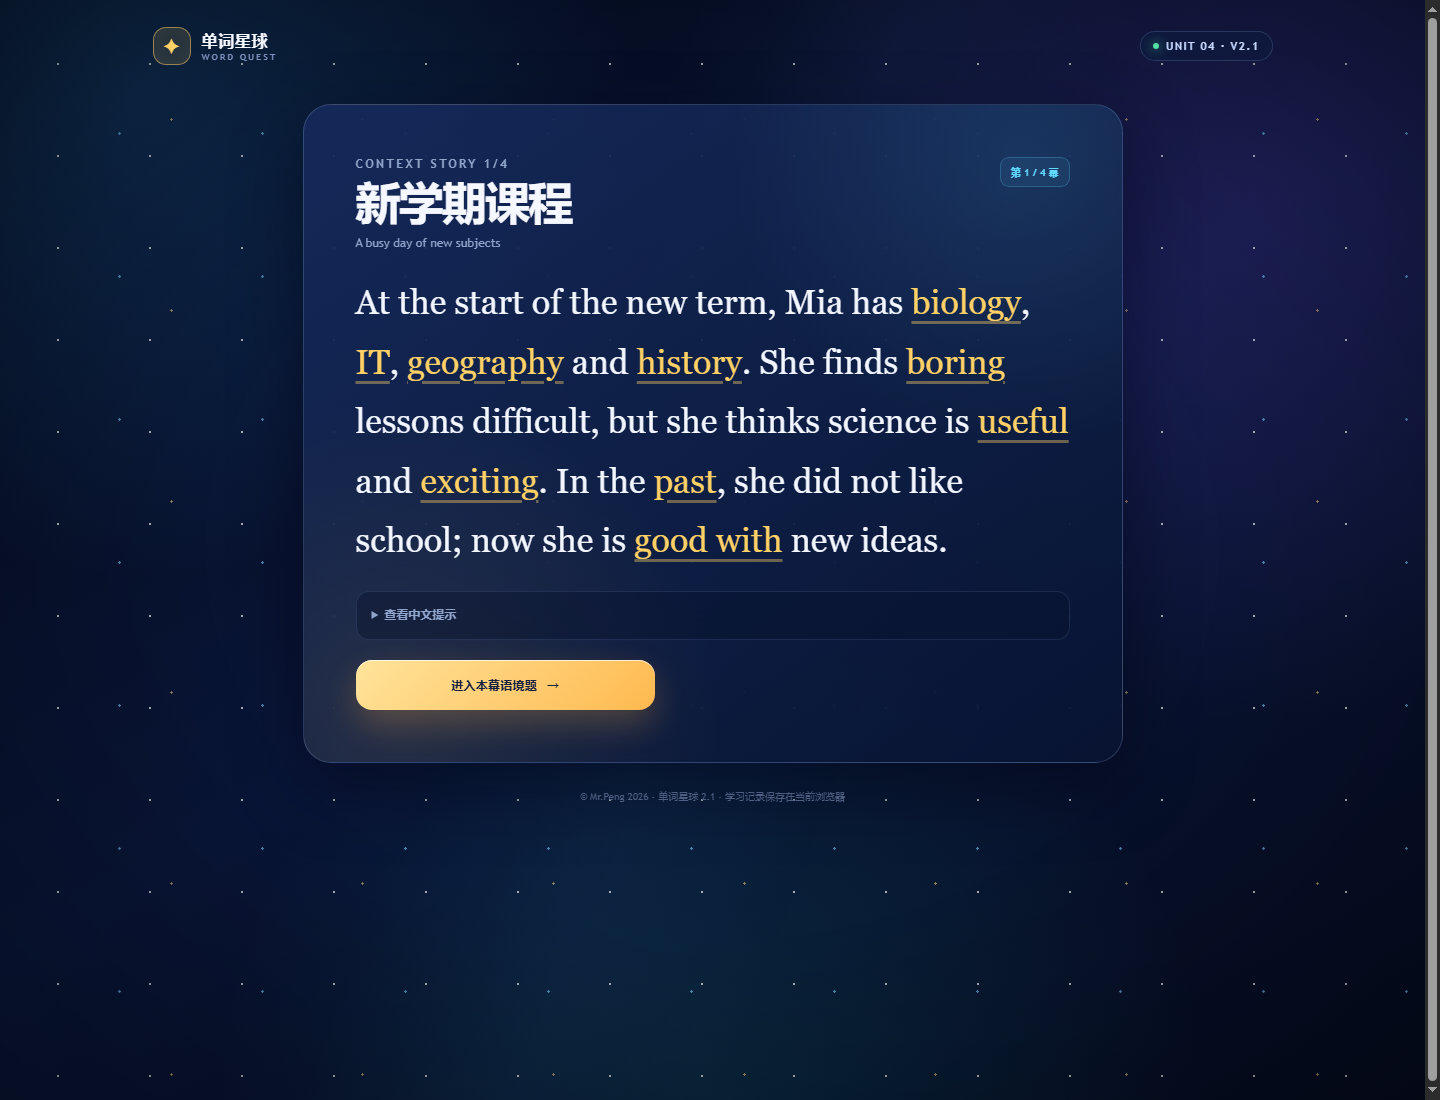 单词星球
WORD QUEST
UNIT 04 · V2.1
CONTEXT STORY 1/4
第 1 / 4 幕
新学期课程
A busy day of new subjects
At the start of the new term, Mia has biology,
IT, geography and history. She finds boring
lessons difficult, but she thinks science is useful
and exciting. In the past, she did not like
school; now she is good with new ideas.
查看中文提示
进入本幕语境题 →
© Mr.Peng 2026 · 单词星球 2.1 · 学习记录保存在当前浏览器